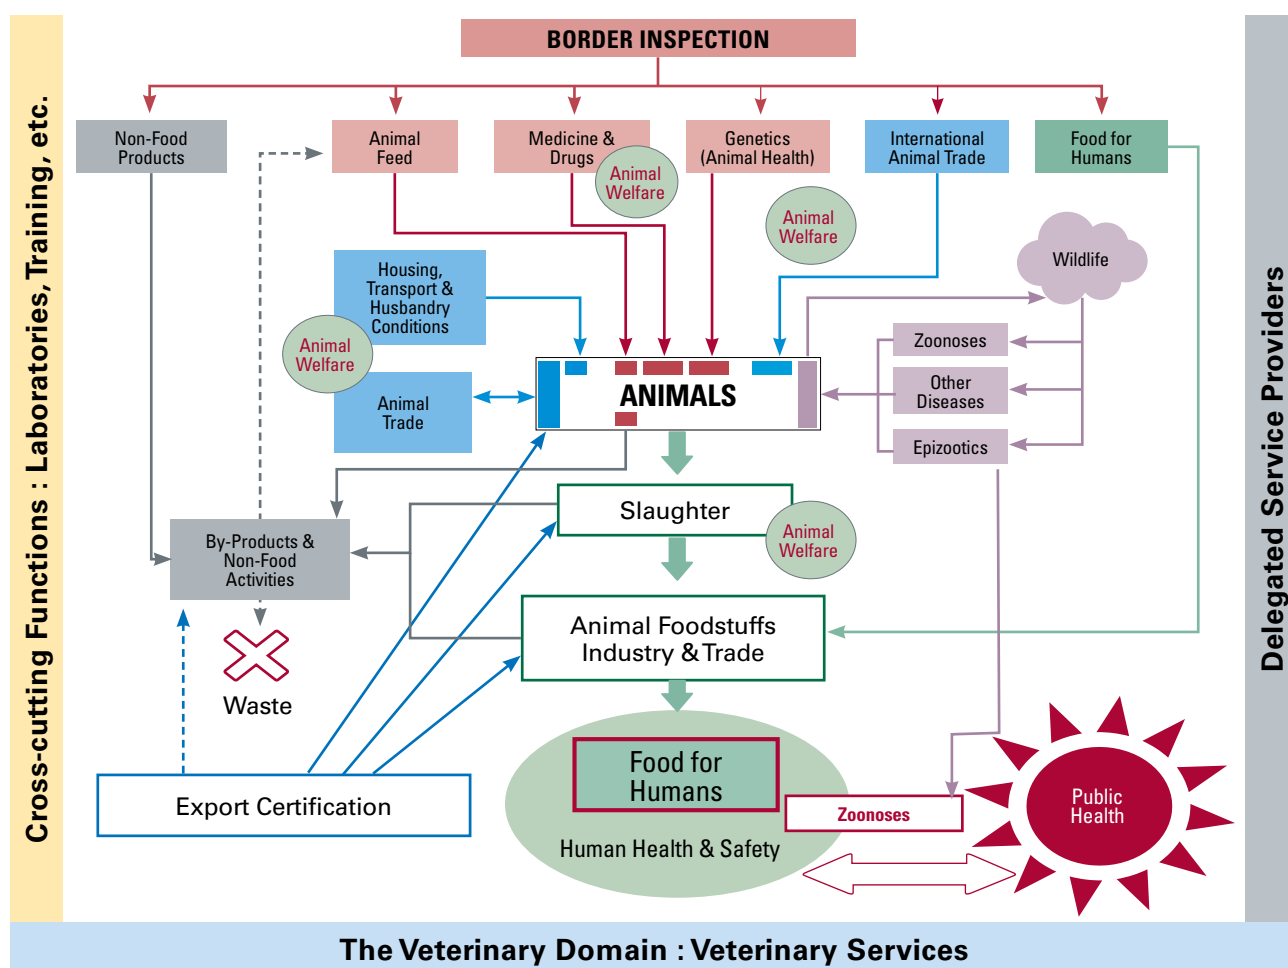 BORDER INSPECTION
Non-Food
Products
Animal
Feed
Medicine &
Drugs
Genetics
(Animal Health)
International
Animal Trade
Food for
Humans
Animal
Welfare
Animal
Welfare
Wildlife
Housing,
Transport &
Husbandry
Conditions
Animal
Welfare
Animal
Trade
ANIMALS
Zoonoses
Other
Diseases
Epizootics
Slaughter
Animal
Welfare
By-Products &
Non-Food
Activities
Animal Foodstuffs
Industry & Trade
Waste
Export Certification
Food for
Humans
Zoonoses
Human Health & Safety
Public
Health
Cross-cutting Functions : Laboratories, Training, etc.
Delegated Service Providers
The Veterinary Domain : Veterinary Services